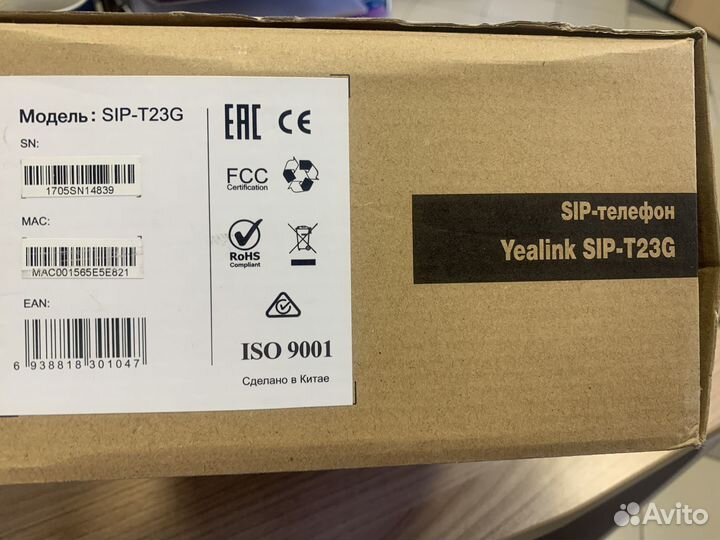 Модель: SIP-T23G
SN:
1705SN14839
MAC:
MAC001565E5E821
EAN:
6 938818 301047
EAC CE
FCC
Certification
RoHS
Compliant
ISO 9001
Сделано в Китае
SIP-телефон
Yealink SIP-T23G
Avito